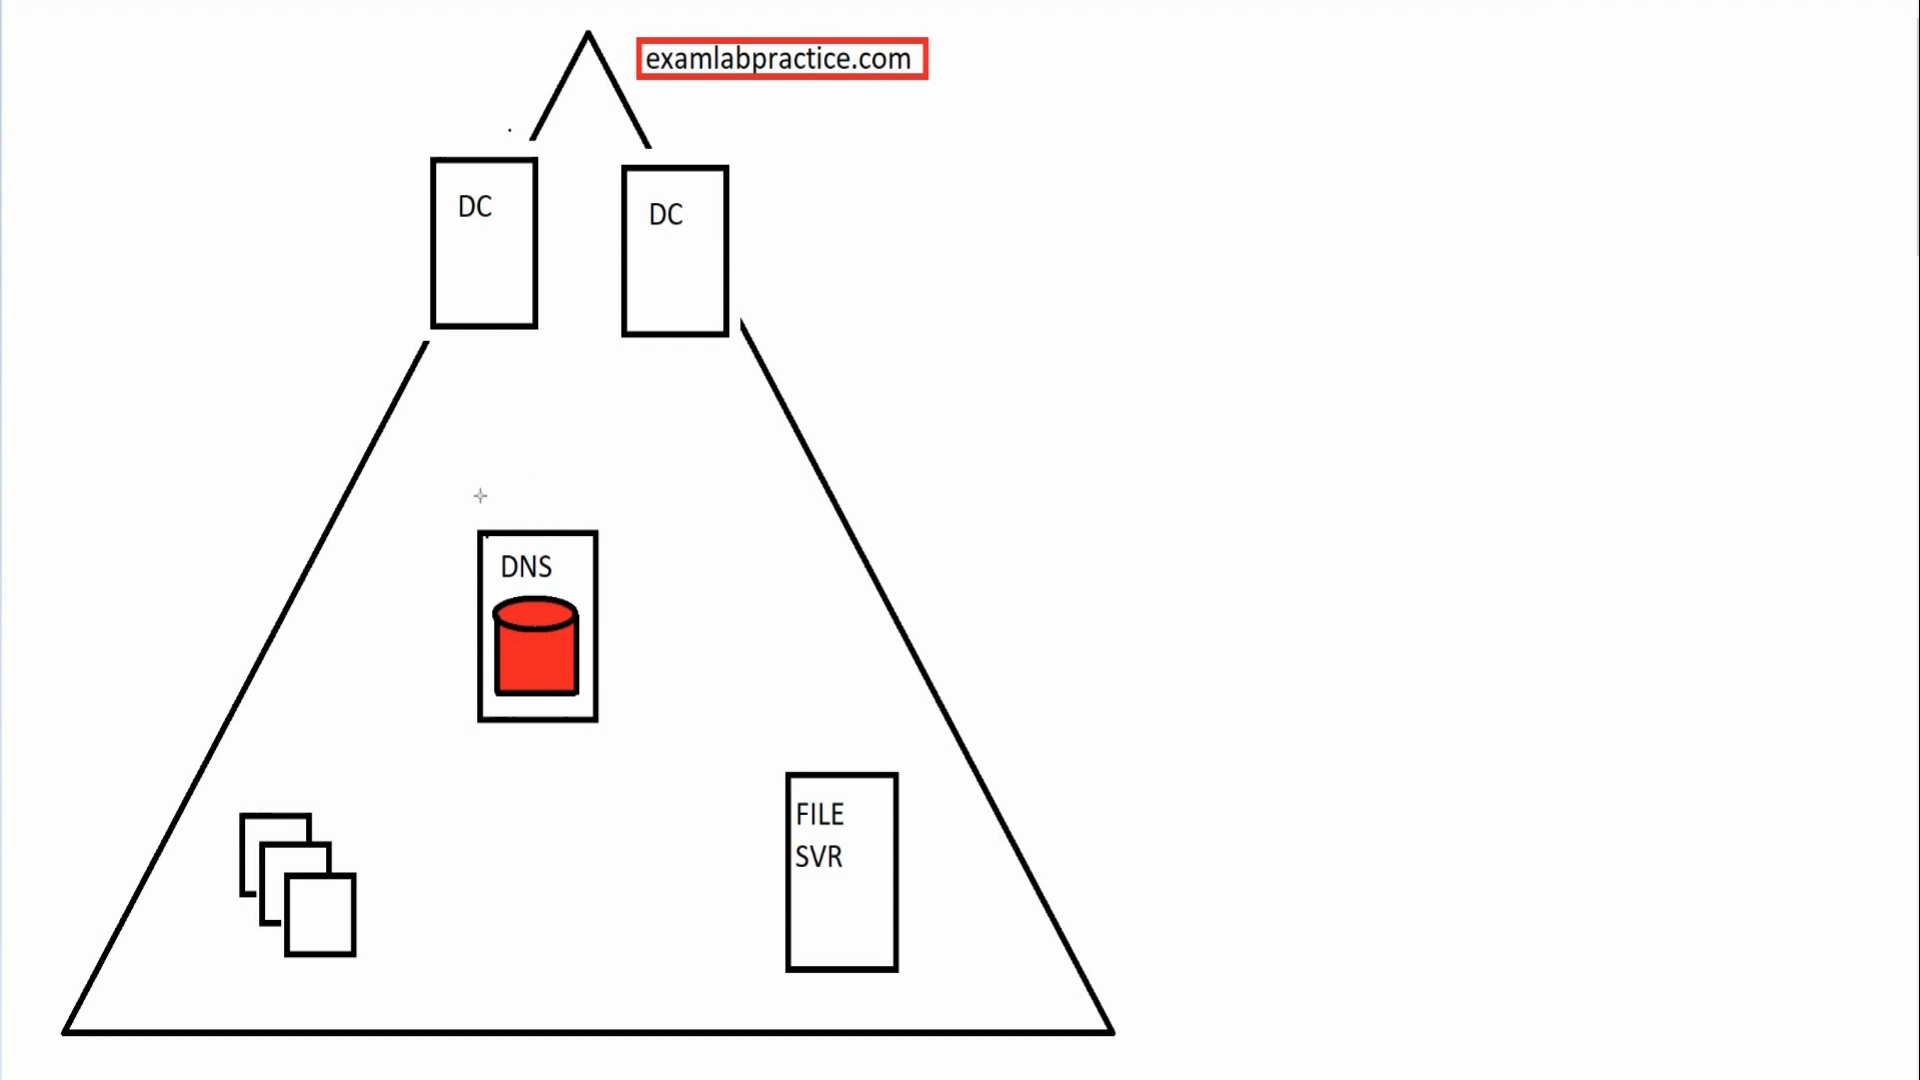 examlabpractice.com
DC
DC
DNS
FILE
SVR